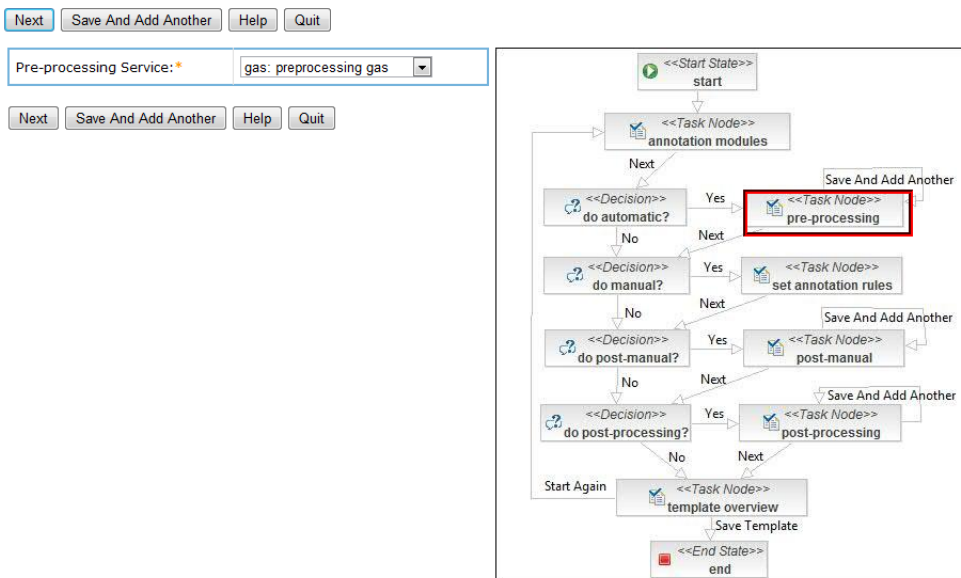 Next Save And Add Another Help Quit
Pre-processing Service:* gas: preprocessing gas
Next Save And Add Another Help Quit
<<Start State>>
start
<<Task Node>>
annotation modules
Next
Save And Add Another
<<Decision>>
do automatic?
Yes
<<Task Node>>
pre-processing
No
Next
<<Decision>>
do manual?
Yes
<<Task Node>>
set annotation rules
No
Next
Save And Add Another
<<Decision>>
do post-manual?
Yes
<<Task Node>>
post-manual
No
Next
Save And Add Another
<<Decision>>
do post-processing?
Yes
<<Task Node>>
post-processing
No
Next
Start Again
<<Task Node>>
template overview
Save Template
<<End State>>
end